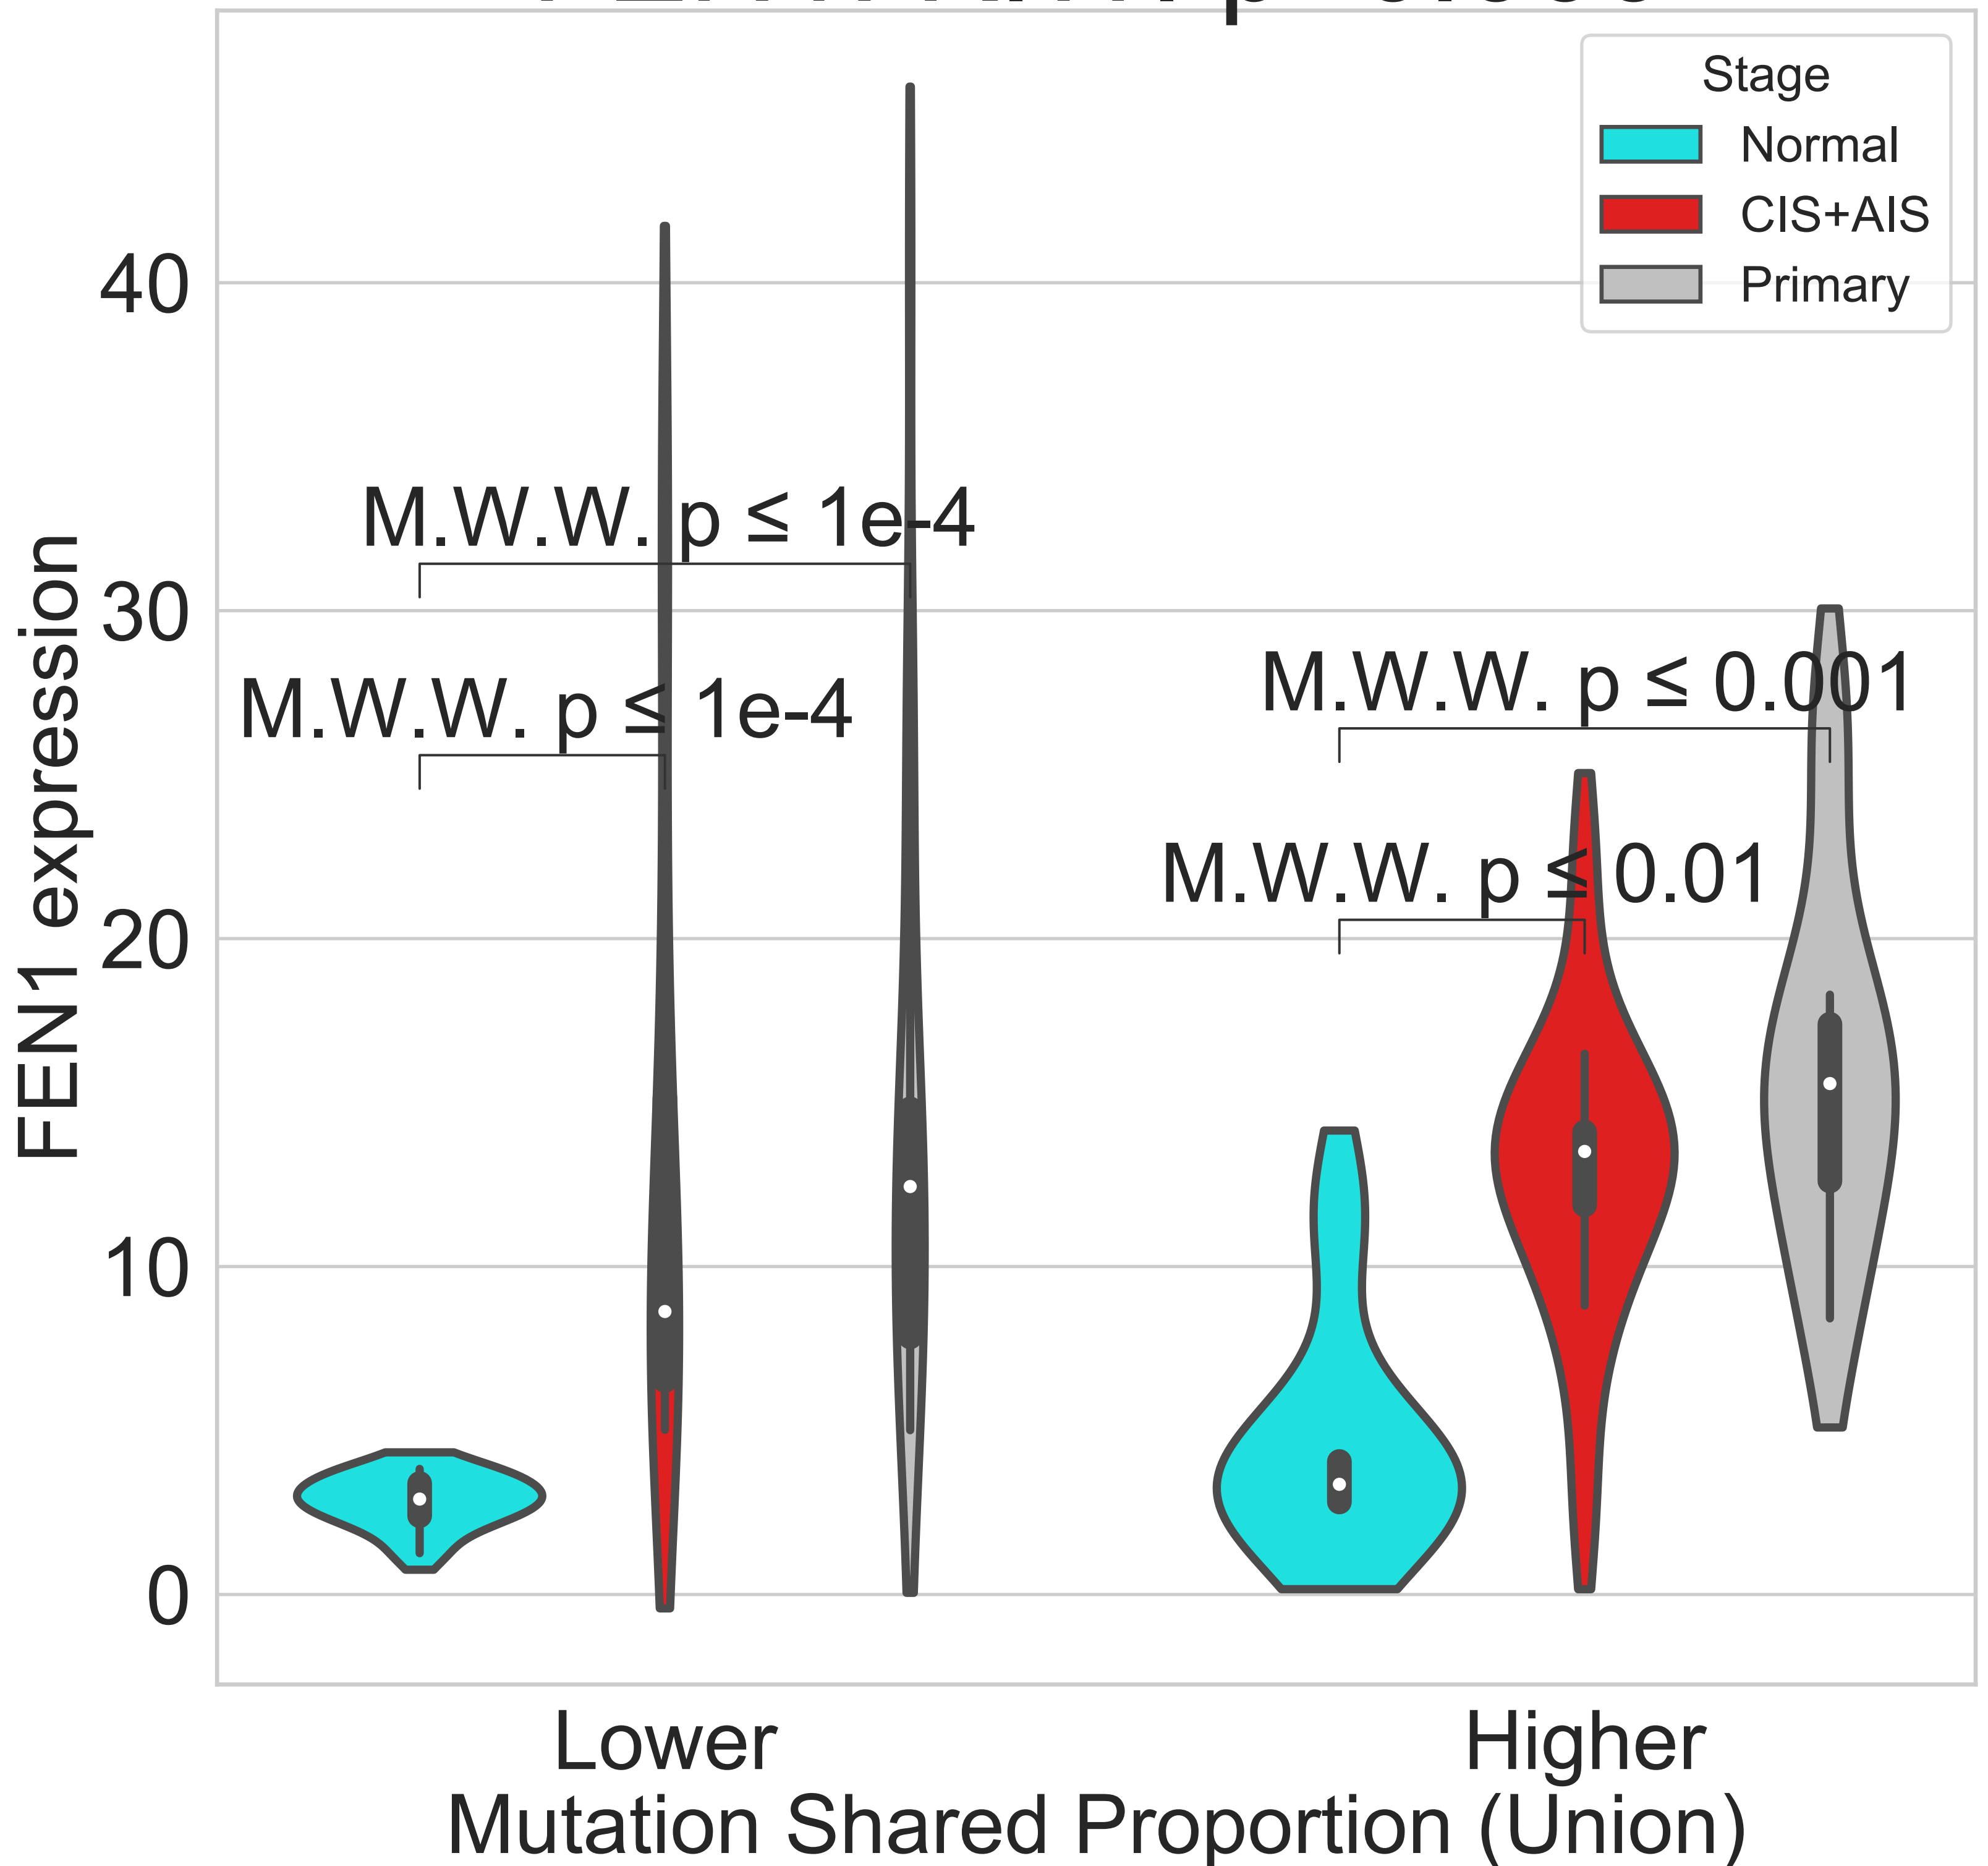 Stage
Normal
CIS+AIS
Primary
40
30
20
10
0
FEN1 expression
M.W.W. p ≤ 1e-4
M.W.W. p ≤ 1e-4
M.W.W. p ≤ 0.001
M.W.W. p ≤ 0.01
Lower
Higher
Mutation Shared Proportion (Union)